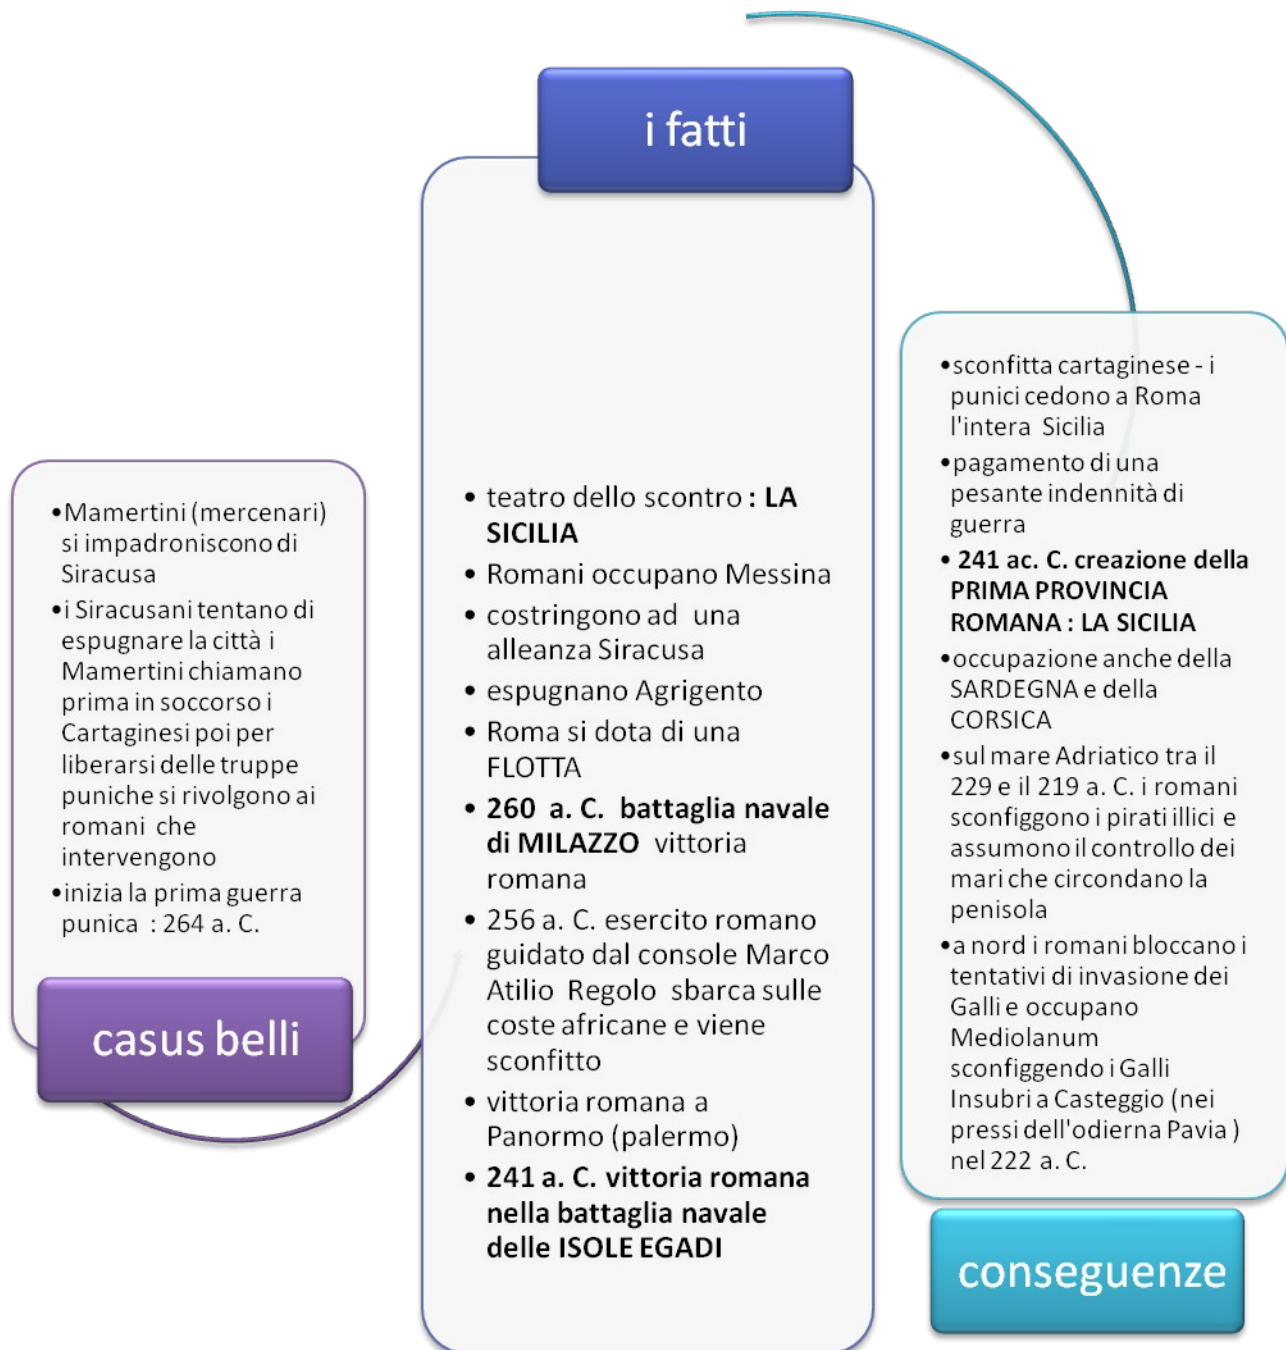 i fatti
• teatro dello scontro : LA
SICILIA
• Romani occupano Messina
• costringono ad una
alleanza Siracusa
• espugnano Agrigento
• Roma si dota di una
FLOTTA
• 260 a. C. battaglia navale
di MILAZZO vittoria
romana
• 256 a. C. esercito romano
guidato dal console Marco
Atilio Regolo sbarca sulle
coste africane e viene
sconfitto
• vittoria romana a
Panormo (palermo)
• 241 a. C. vittoria romana
nella battaglia navale
delle ISOLE EGADI
•Mamertini (mercenari)
si impadroniscono di
Siracusa
•i Siracusani tentano di
espugnare la città i
Mamertini chiamano
prima in soccorso i
Cartaginesi poi per
liberarsi delle truppe
puniche si rivolgono ai
romani che
intervengono
•inizia la prima guerra
punica : 264 a. C.
casus belli
•sconfitta cartaginese - i
punici cedono a Roma
l'intera Sicilia
•pagamento di una
pesante indennità di
guerra
• 241 ac. C. creazione della
PRIMA PROVINCIA
ROMANA : LA SICILIA
•occupazione anche della
SARDEGNA e della
CORSICA
•sul mare Adriatico tra il
229 e il 219 a. C. i romani
sconfiggono i pirati illici e
assumono il controllo dei
mari che circondano la
penisola
•a nord i romani bloccano i
tentativi di invasione dei
Galli e occupano
Mediolanum
sconfiggendo i Galli
Insubri a Casteggio (nei
pressi dell'odierna Pavia )
nel 222 a. C.
conseguenze